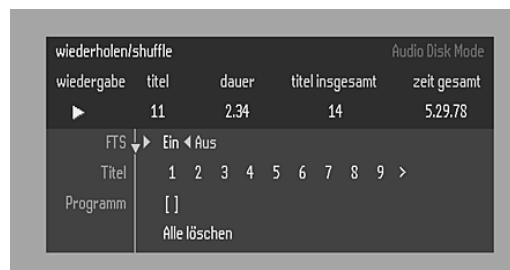 wiederholen/shuffle Audio Disk Mode
wiedergabe titel dauer titel insgesamt zeit gesamt
11 2.34 14 5.29.78
FTS Ein Aus
Titel 1 2 3 4 5 6 7 8 9 >
Programm [ ]
Alle löschen